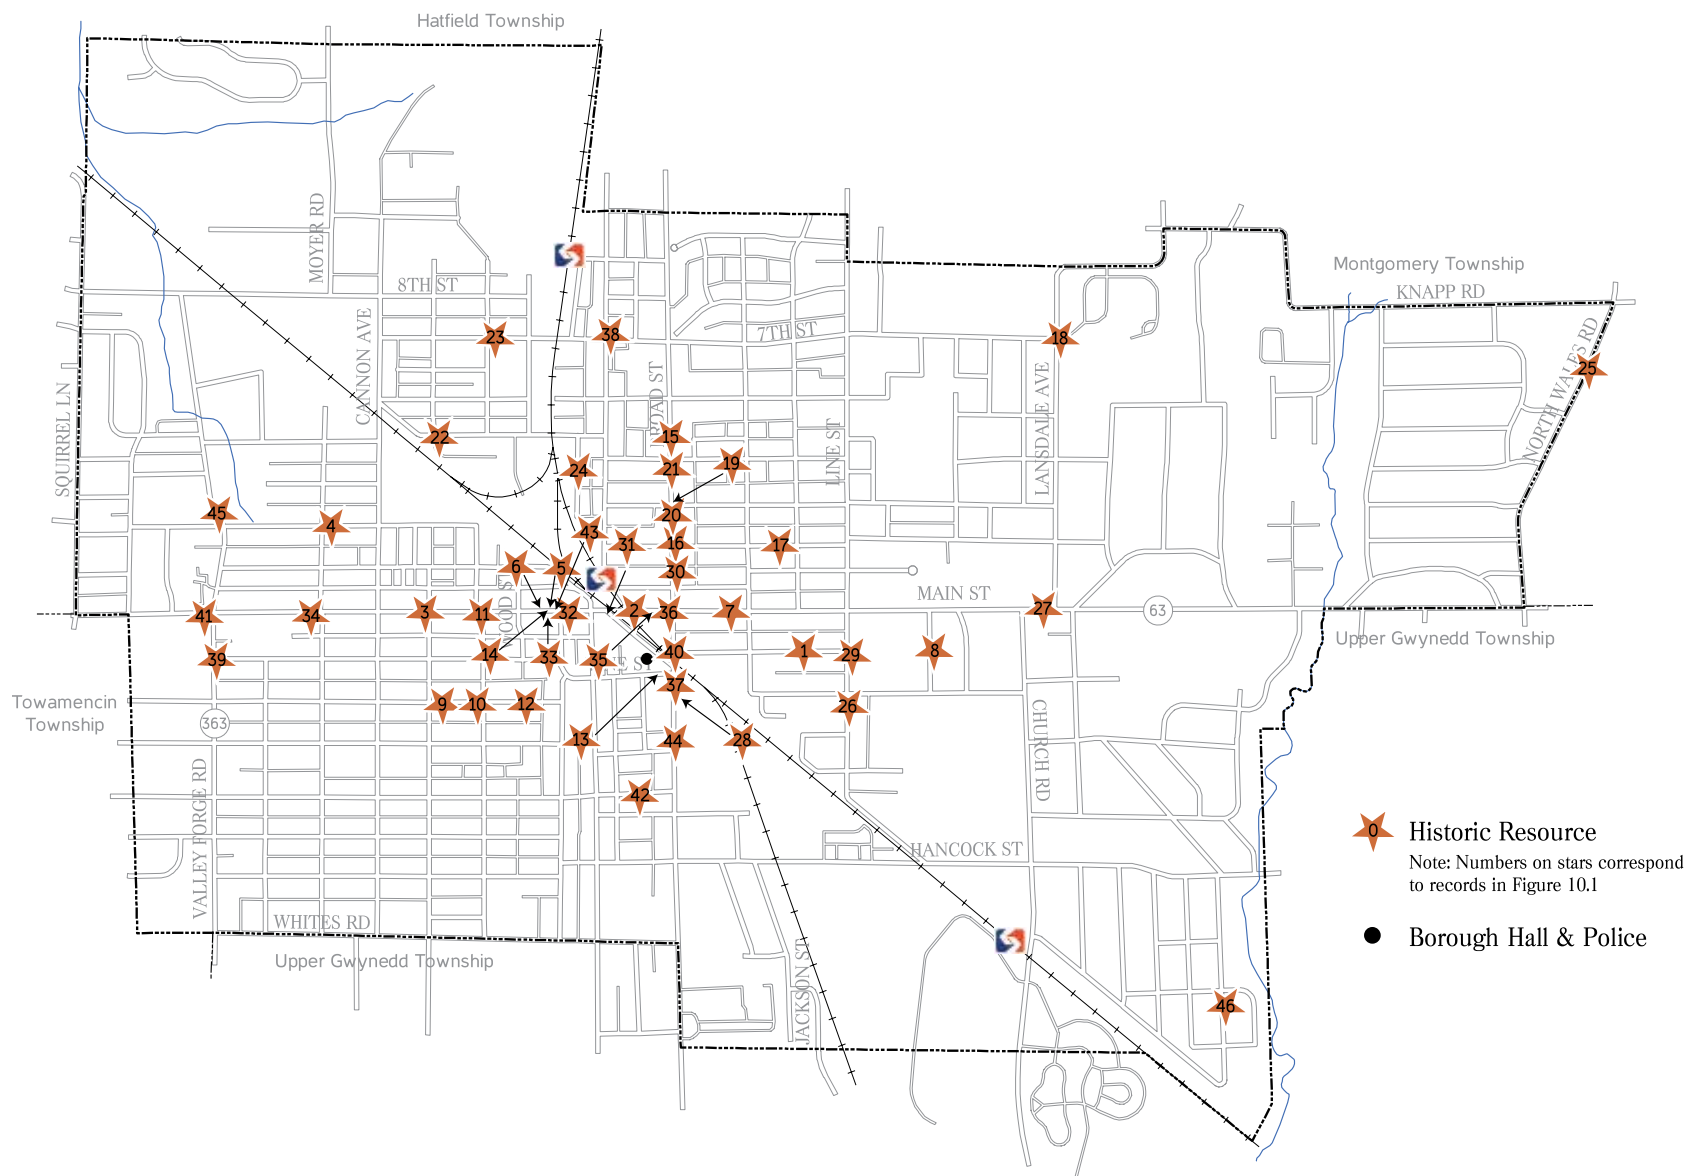 Hatfield Township
MOYER RD
8TH ST
Montgomery Township
KNAPP RD
7TH ST
23
38
18
NORTH WALES RD
25
CANNON AVE
SQUIRREL LN
LANSDALE AVE
LINE ST
22
15
24
21
19
45
4
20
43
31
16
17
6
5
30
MAIN ST
63
41
34
3
11
32
2
36
7
27
Upper Gwynedd Township
39
14
33
35
40
1
29
8
37
Towamencin
Township
363
9
10
12
26
13
44
28
CHURCH RD
42
VALLEY FORGE RD
0
Historic Resource
Note: Numbers on stars correspond
to records in Figure 10.1
HANCOCK ST
WHITES RD
Upper Gwynedd Township
JACKSON ST
Borough Hall & Police
46